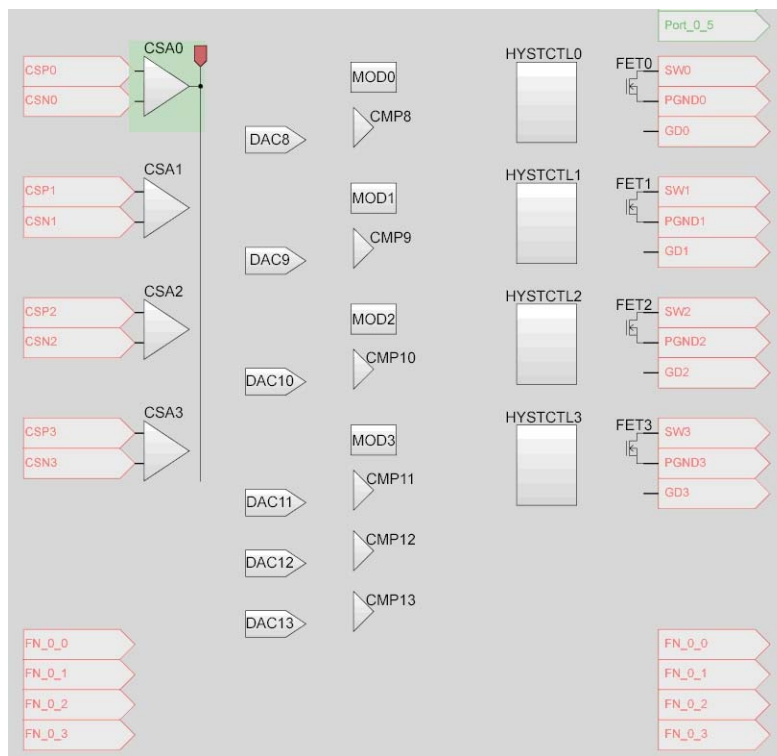 Port_0_5
CSA0
HYSTCTL0
FET0
CSP0
MOD0
SW0
CSN0
PGND0
CMP8
DAC8
GD0
CSA1
HYSTCTL1
FET1
CSP1
MOD1
SW1
CSN1
PGND1
CMP9
DAC9
GD1
CSA2
HYSTCTL2
FET2
CSP2
MOD2
SW2
CSN2
PGND2
CMP10
DAC10
GD2
CSA3
HYSTCTL3
FET3
CSP3
MOD3
SW3
CSN3
PGND3
CMP11
DAC11
GD3
CMP12
DAC12
CMP13
DAC13
FN_0_0
FN_0_0
FN_0_1
FN_0_1
FN_0_2
FN_0_2
FN_0_3
FN_0_3